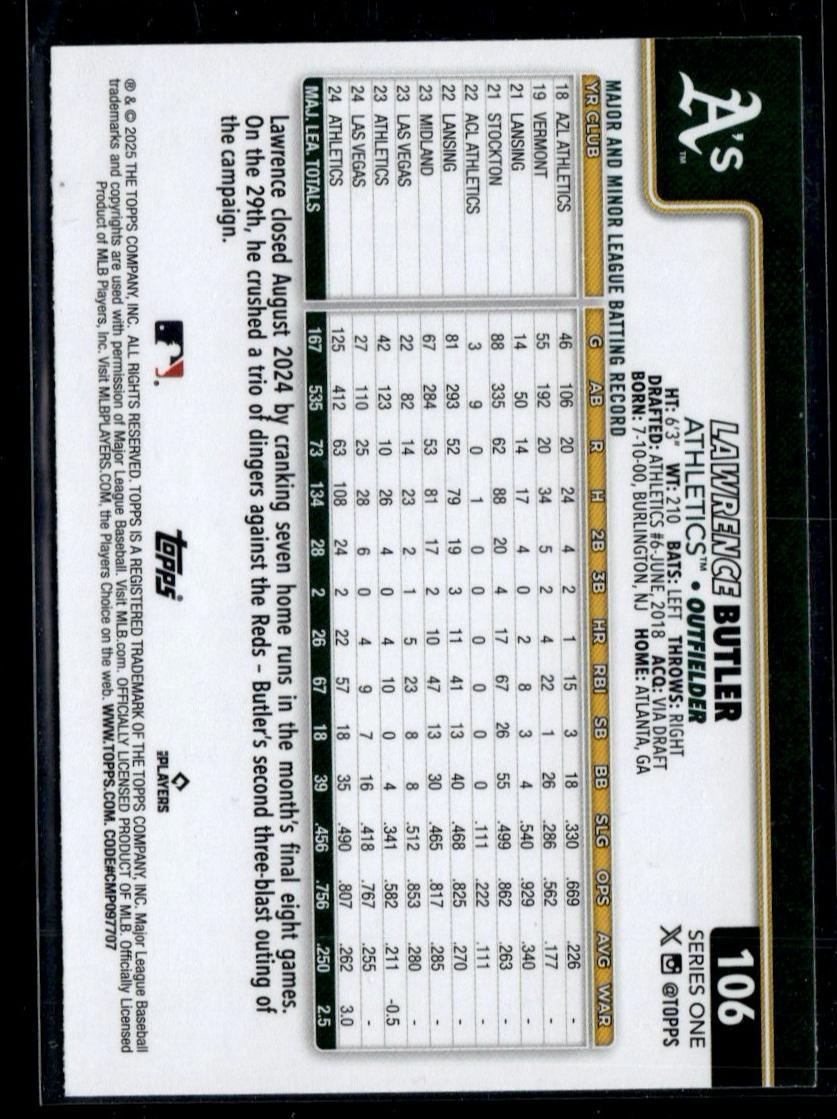 A's™
LAWRENCE BUTLER
ATHLETICS™ • OUTFIELDER
106
SERIES ONE
@TOPPS
HT: 6'3" WT: 210 BATS: LEFT THROWS: RIGHT
DRAFTED: ATHLETICS #6-JUNE, 2018 ACQ: VIA DRAFT
BORN: 7-10-00, BURLINGTON, NJ HOME: ATLANTA, GA
MAJOR AND MINOR LEAGUE BATTING RECORD
YR CLUB G AB R H 2B 3B HR RBI SB BB SLG OPS AVG WAR
18 AZL ATHLETICS 46 106 20 24 4 2 1 15 3 18 .330 .669 .226 -
19 VERMONT 55 192 20 34 5 2 4 22 1 26 .286 .562 .177 -
21 LANSING 14 50 14 17 4 0 2 8 3 4 .540 .929 .340 -
21 STOCKTON 88 335 62 88 20 4 17 67 26 55 .499 .862 .263 -
22 ACL ATHLETICS 3 9 0 1 0 0 0 0 0 0 .111 .222 .111 -
22 LANSING 81 293 52 79 19 3 11 41 13 40 .468 .825 .270 -
23 MIDLAND 67 284 53 81 17 2 10 47 13 30 .465 .817 .285 -
23 LAS VEGAS 22 82 14 23 2 1 5 23 8 8 .512 .853 .280 -
23 ATHLETICS 42 123 10 26 4 0 4 10 0 4 .341 .582 .211 -0.5
24 LAS VEGAS 27 110 25 28 6 0 4 9 7 16 .418 .767 .255 -
24 ATHLETICS 125 412 63 108 24 2 22 57 18 35 .490 .807 .262 3.0
MAJ. LEA. TOTALS 167 535 73 134 28 2 26 67 18 39 .456 .756 .250 2.5
Lawrence closed August 2024 by cranking seven home runs in the month's final eight games.
On the 29th, he crushed a trio of dingers against the Reds – Butler's second three-blast outing of
the campaign.
topps®
PLAYERS
® & © 2025 THE TOPPS COMPANY, INC. ALL RIGHTS RESERVED. TOPPS IS A REGISTERED TRADEMARK OF THE TOPPS COMPANY, INC. Major League Baseball
trademarks and copyrights are used with permission of Major League Baseball. Visit MLB.com. OFFICIALLY LICENSED PRODUCT OF MLB. Officially Licensed
Product of MLB Players, Inc. Visit MLBPLAYERS.COM, the Players Choice on the web. WWW.TOPPS.COM. CODE#CMP097707